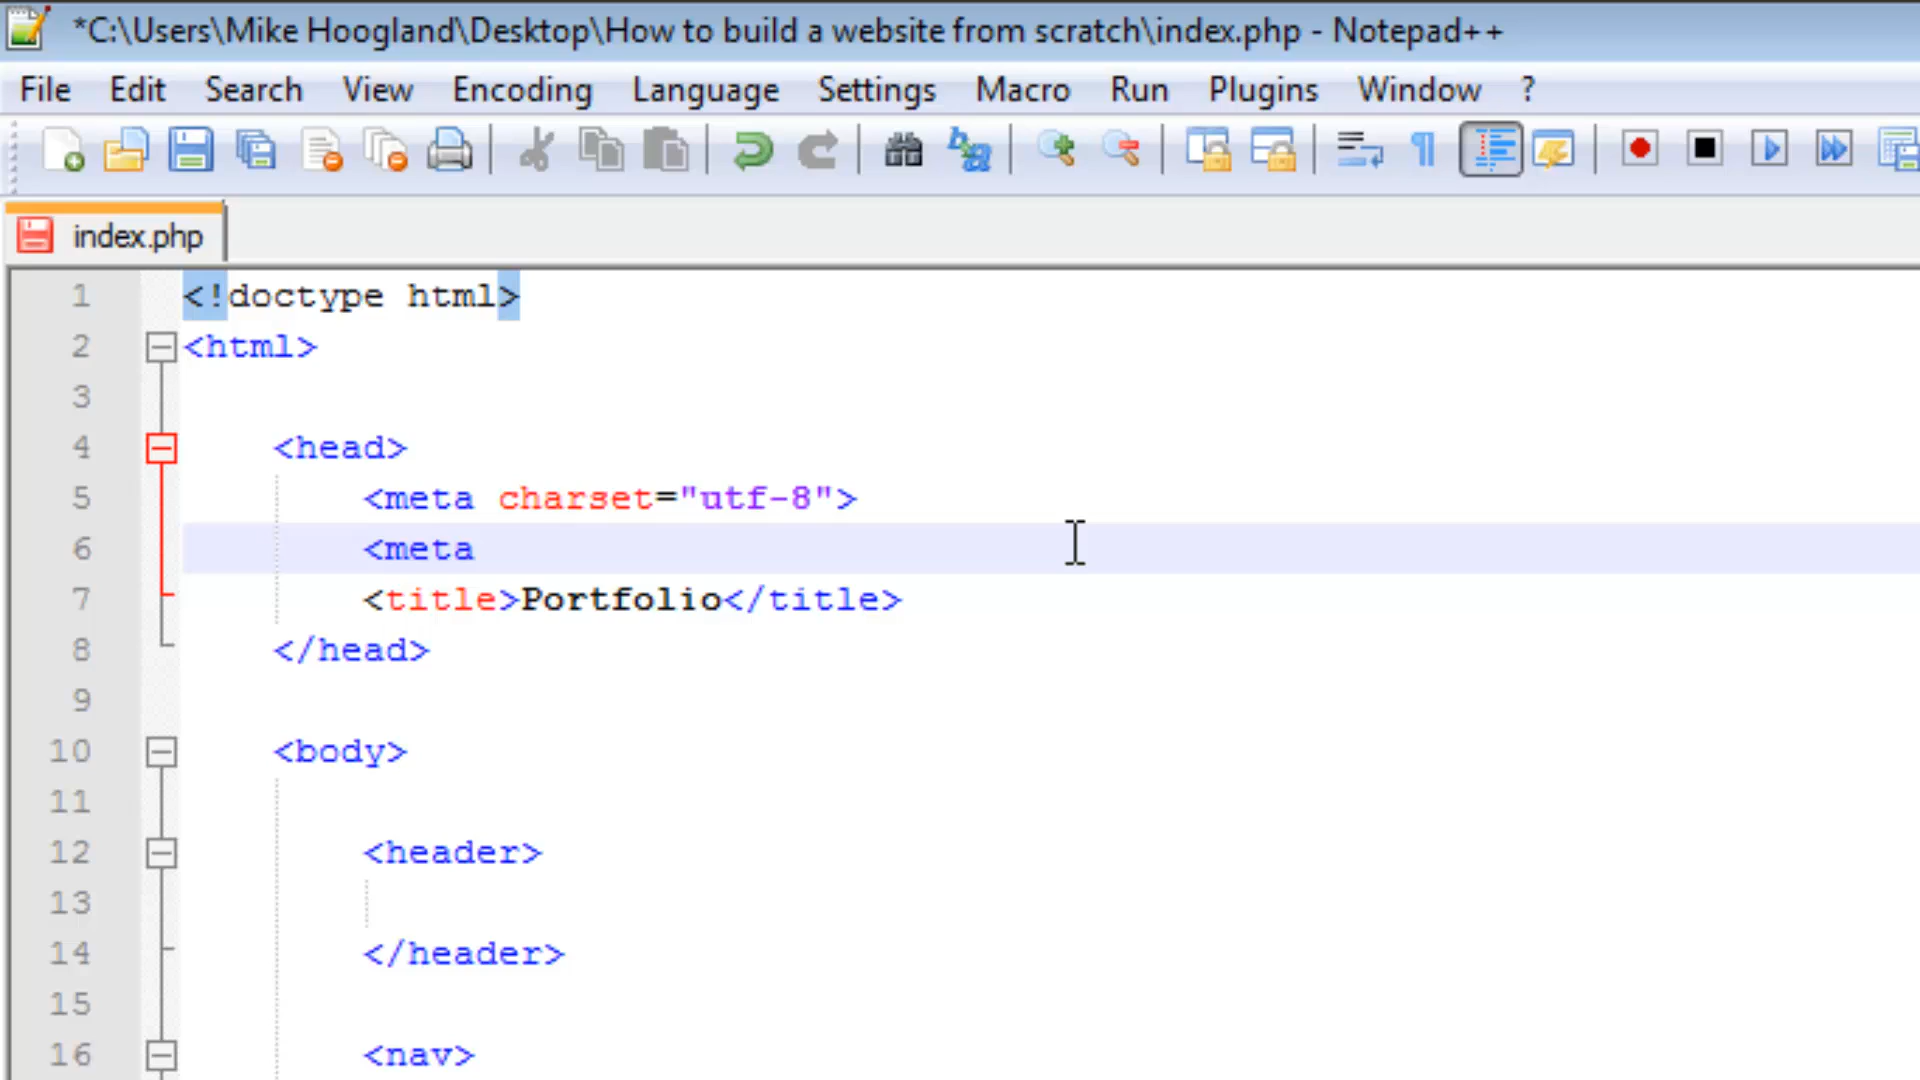 *C:\Users\Mike Hoogland\Desktop\How to build a website from scratch\index.php - Notepad++
File Edit Search View Encoding Language Settings Macro Run Plugins Window ?
index.php
1 <!doctype html>
2 <html>
3
4 <head>
5 <meta charset="utf-8">
6 <meta
7 <title>Portfolio</title>
8 </head>
9
10 <body>
11
12 <header>
13
14 </header>
15
16 <nav>